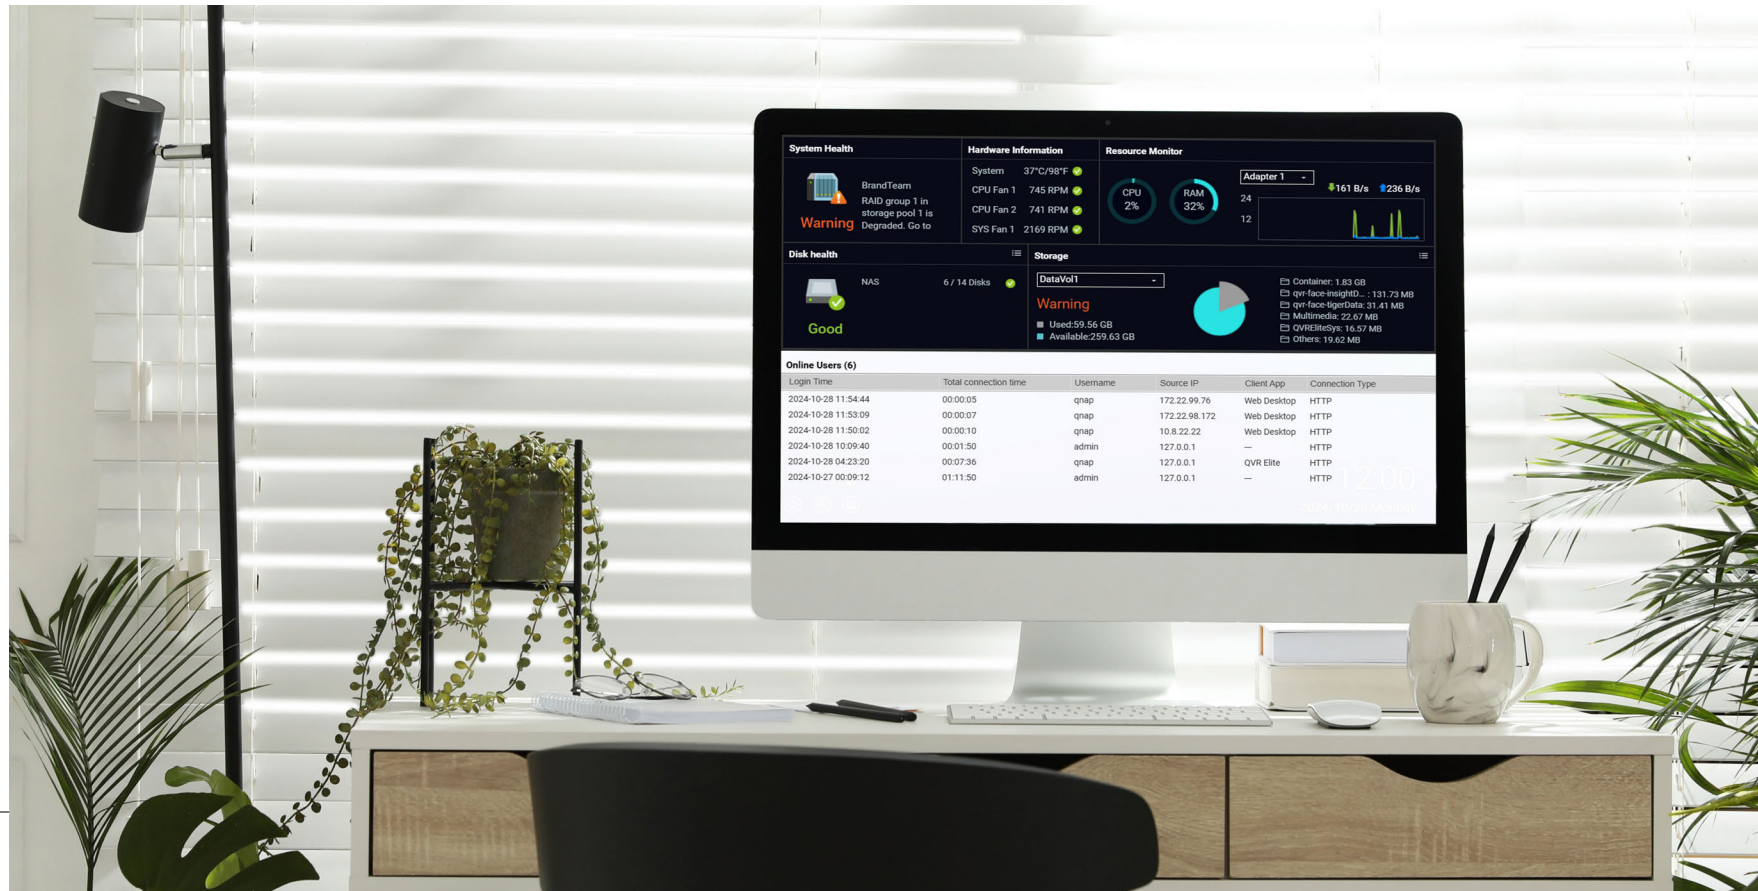 System Health
BrandTeam
RAID group 1 in
storage pool 1 is
Degraded. Go to
Warning
Hardware Information
System 37°C/98°F
CPU Fan 1 745 RPM
CPU Fan 2 741 RPM
SYS Fan 1 2169 RPM
Resource Monitor
CPU
2%
RAM
32%
Adapter 1
161 B/s 236 B/s
24
12
Disk health
NAS 6 / 14 Disks
Good
Storage
DataVol1
Warning
Used:59.56 GB
Available:259.63 GB
Container: 1.83 GB
qvr-face-insightD... : 131.73 MB
qvr-face-tigerData: 31.41 MB
Multimedia: 22.67 MB
QVREliteSys: 16.57 MB
Others: 19.62 MB
Online Users (6)
Login Time Total connection time Username Source IP Client App Connection Type
2024-10-28 11:54:44 00:00:05 qnap 172.22.99.76 Web Desktop HTTP
2024-10-28 11:53:09 00:00:07 qnap 172.22.98.172 Web Desktop HTTP
2024-10-28 11:50:02 00:00:10 qnap 10.8.22.22 Web Desktop HTTP
2024-10-28 10:09:40 00:01:50 admin 127.0.0.1 — HTTP
2024-10-28 04:23:20 00:07:36 qnap 127.0.0.1 QVR Elite HTTP
2024-10-27 00:09:12 01:11:50 admin 127.0.0.1 — HTTP
12:00